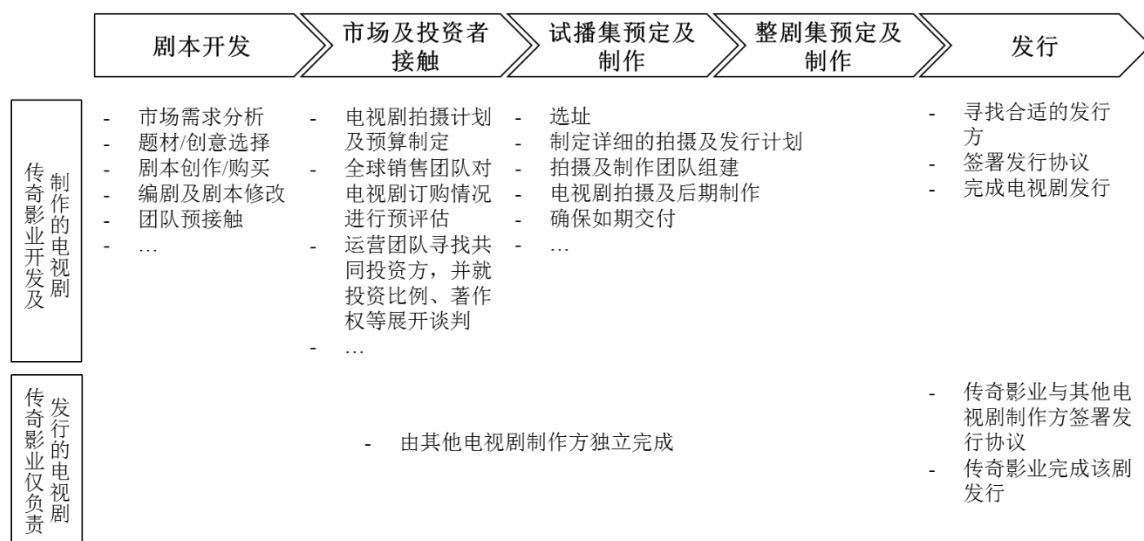 剧本开发
市场及投资者
接触
试播集预定及
制作
整剧集预定及
制作
发行
传奇影业开发及
制作的电视剧
- 市场需求分析
- 题材/创意选择
- 剧本创作/购买
- 编剧及剧本修改
- 团队预接触
- …
- 电视剧拍摄计划
及预算制定
- 全球销售团队对
电视剧订购情况
进行预评估
- 运营团队寻找共
同投资方，并就
投资比例、著作
权等展开谈判
- …
- 选址
- 制定详细的拍摄及发行计划
- 拍摄及制作团队组建
- 电视剧拍摄及后期制作
- 确保如期交付
- …
- 寻找合适的发行
方
- 签署发行协议
- 完成电视剧发行
传奇影业仅负责
发行的电视剧
- 由其他电视剧制作方独立完成
- 传奇影业与其他电
视剧制作方签署发
行协议
- 传奇影业完成该剧
发行